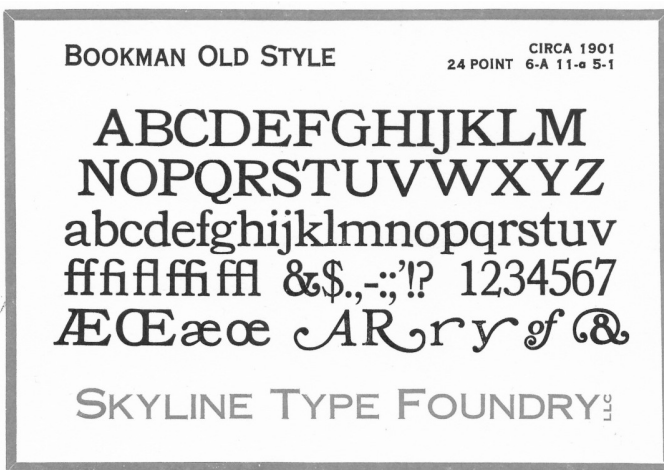 BOOKMAN OLD STYLE
CIRCA 1901
24 POINT 6-A 11-a 5-1
ABCDEFGHIJKLM
NOPQRSTUVWXYZ
abcdefghijklmnopqrstuv
ff fi fl ffi ffl &$.,-:;'!? 1234567
ÆŒæœ AR r y of &
SKYLINE TYPE FOUNDRY LLC